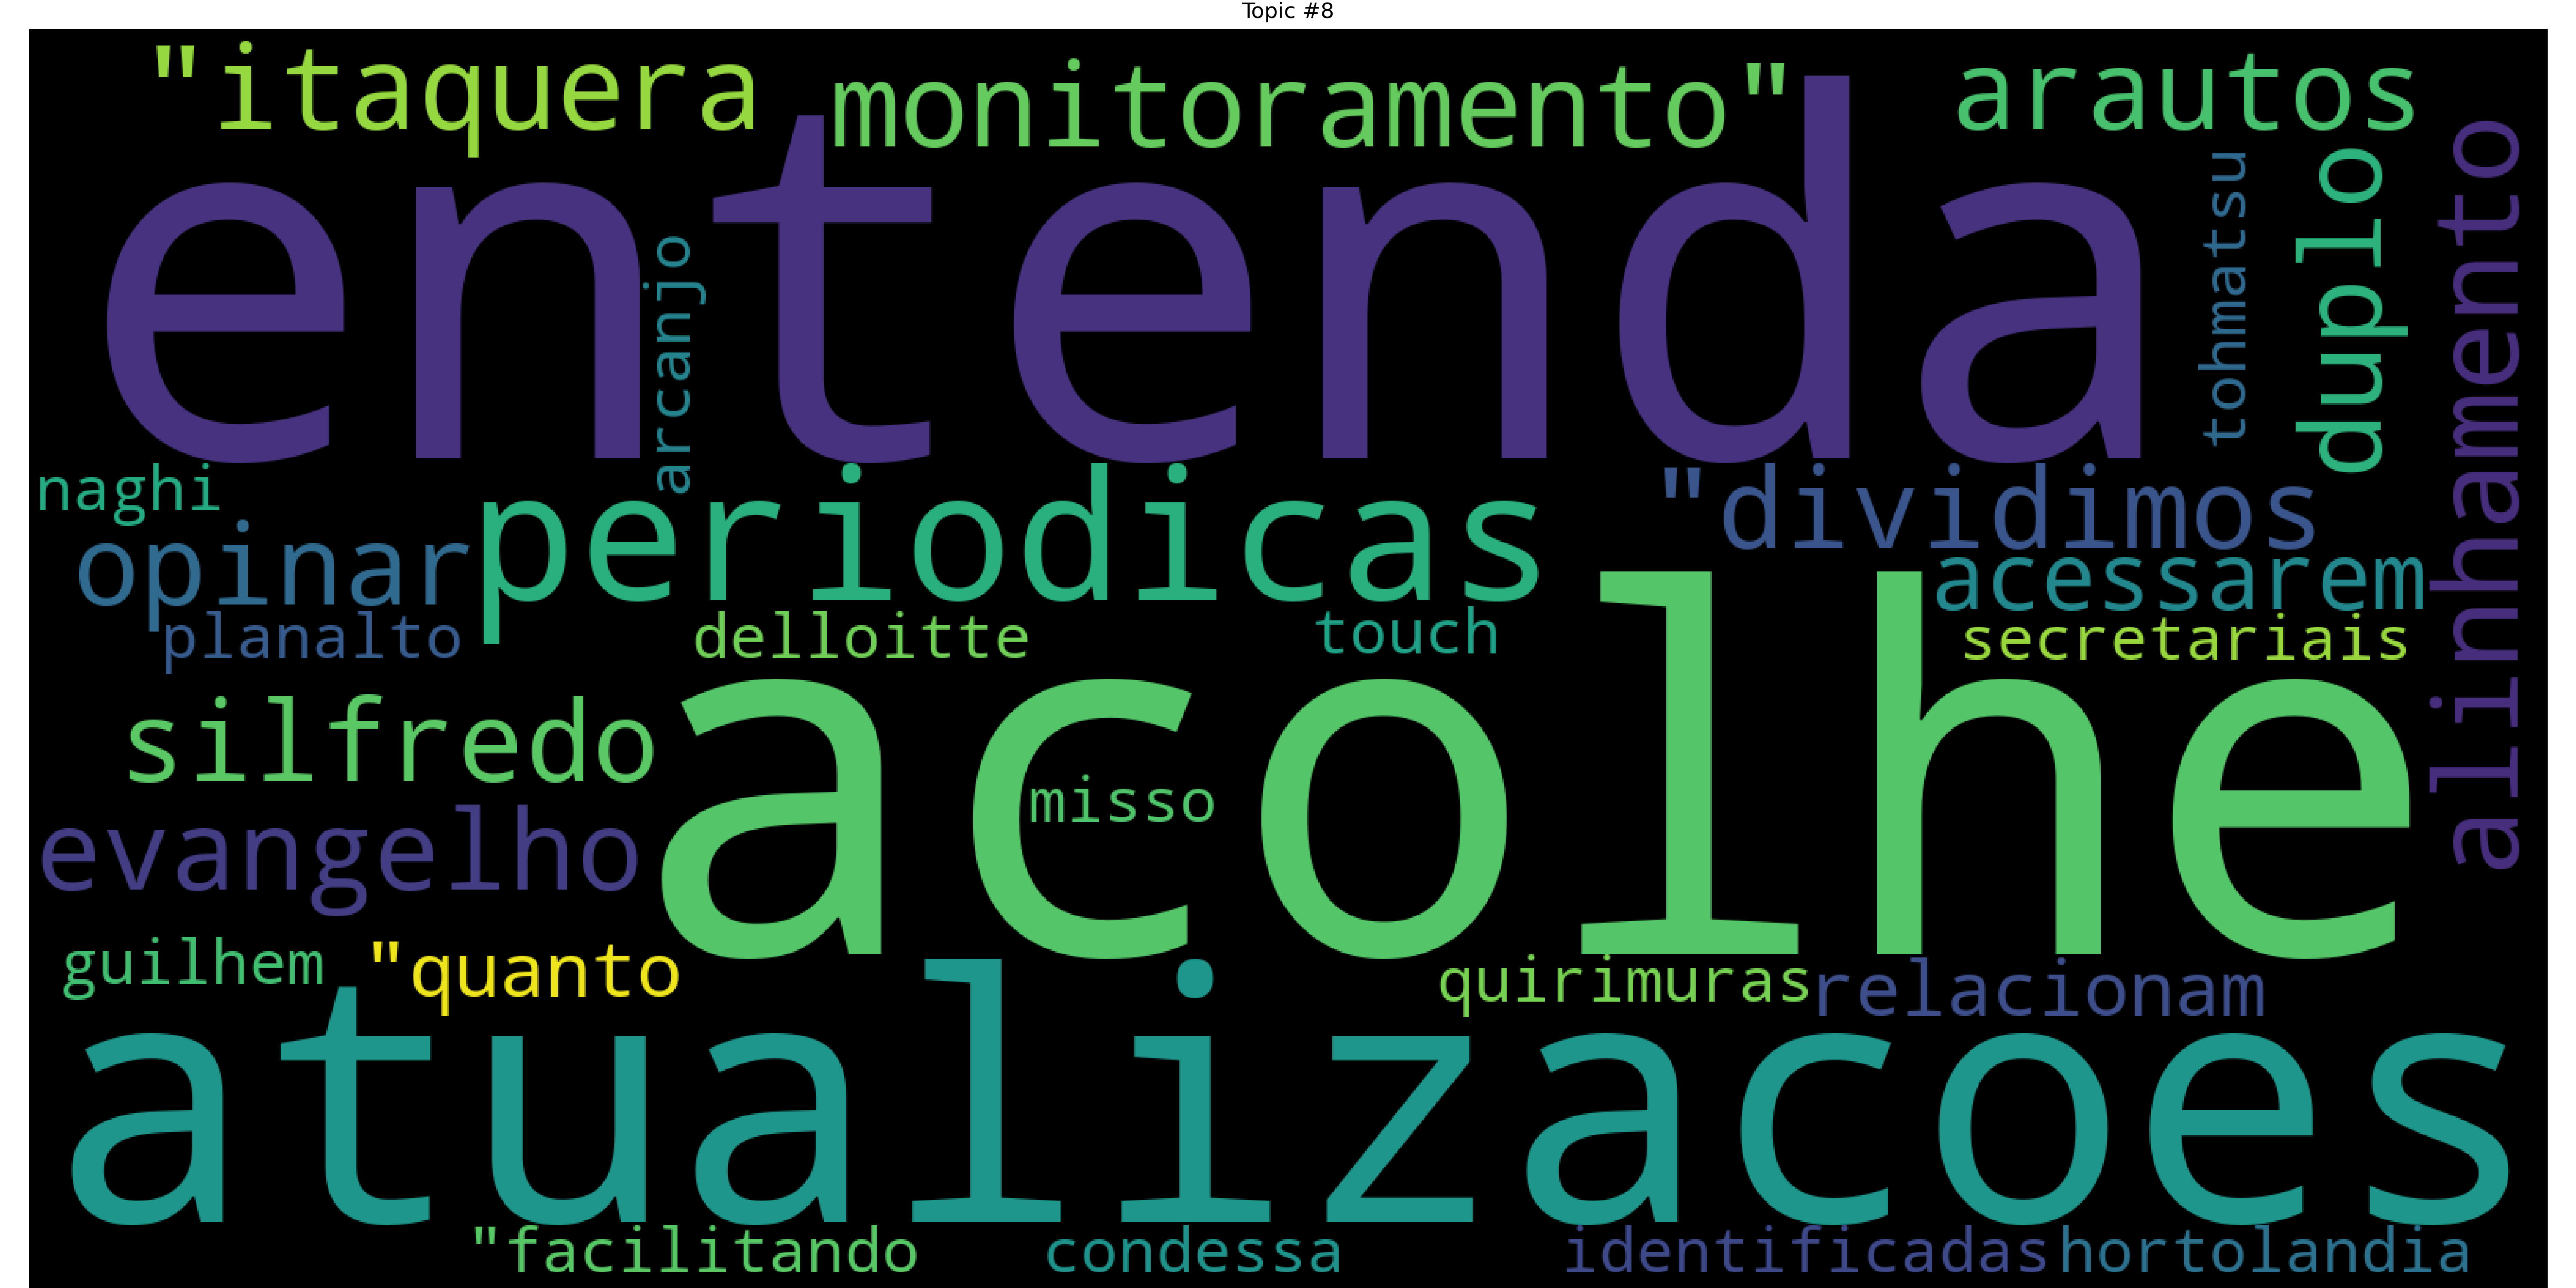 Topic #8
"itaquera
monitoramento"
arautos
entenda
arcanjo
tohmatsu
duplo
alinhamento
naghi
periodicas
"dividimos
opinar
acessarem
planalto
delloitte
touch
secretariais
silfredo
acolhe
misso
evangelho
guilhem
"quanto
quirimuras
relacionam
atualizacoes
"facilitando
condessa
identificadas
hortolandia